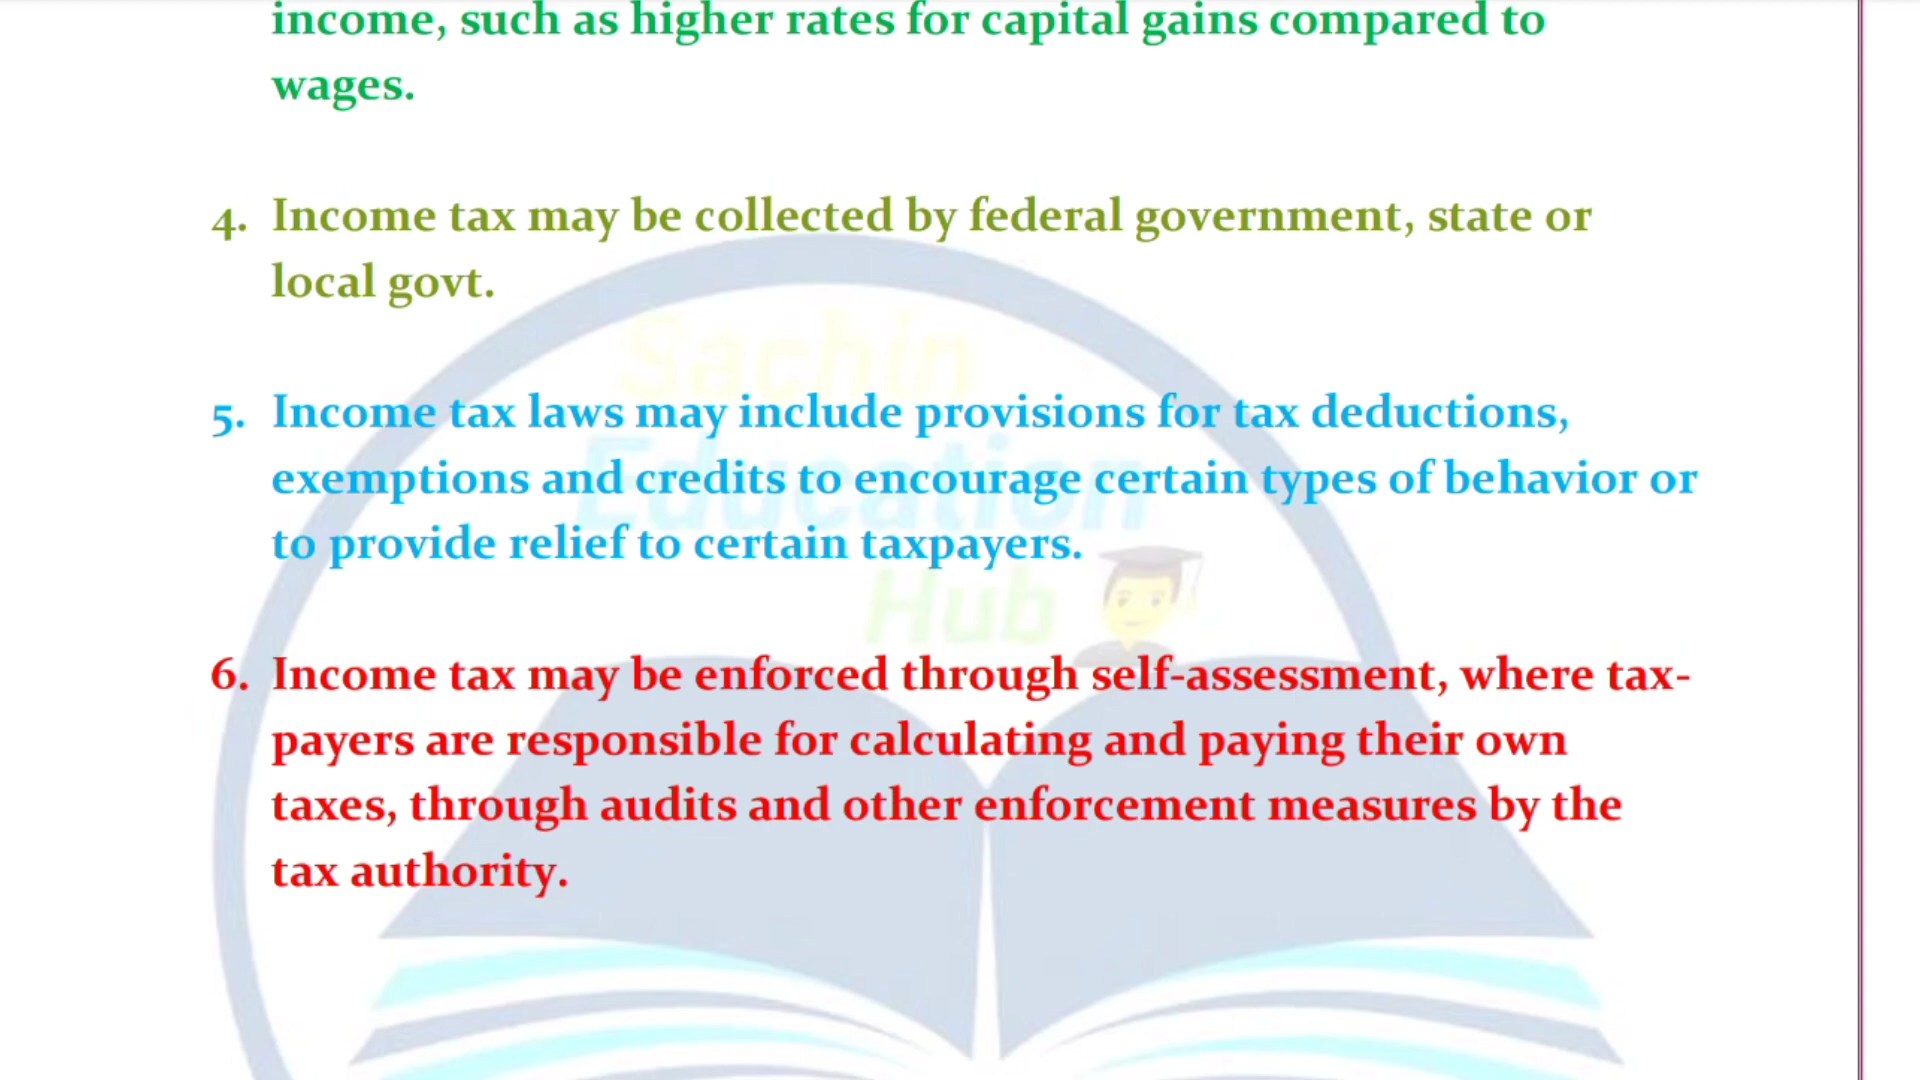 income, such as higher rates for capital gains compared to
wages.
4. Income tax may be collected by federal government, state or
local govt.
Sachin
5. Income tax laws may include provisions for tax deductions,
Education
exemptions and credits to encourage certain types of behavior or
to provide relief to certain taxpayers.
Hub
6. Income tax may be enforced through self-assessment, where tax-
payers are responsible for calculating and paying their own
taxes, through audits and other enforcement measures by the
tax authority.